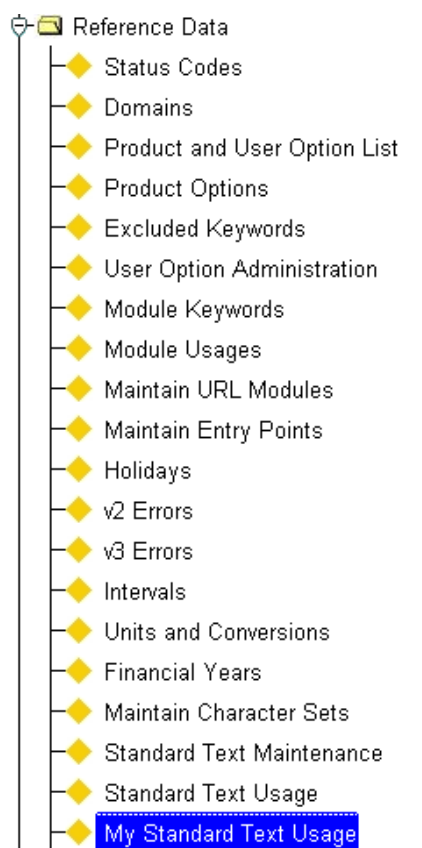 Reference Data
Status Codes
Domains
Product and User Option List
Product Options
Excluded Keywords
User Option Administration
Module Keywords
Module Usages
Maintain URL Modules
Maintain Entry Points
Holidays
v2 Errors
v3 Errors
Intervals
Units and Conversions
Financial Years
Maintain Character Sets
Standard Text Maintenance
Standard Text Usage
My Standard Text Usage